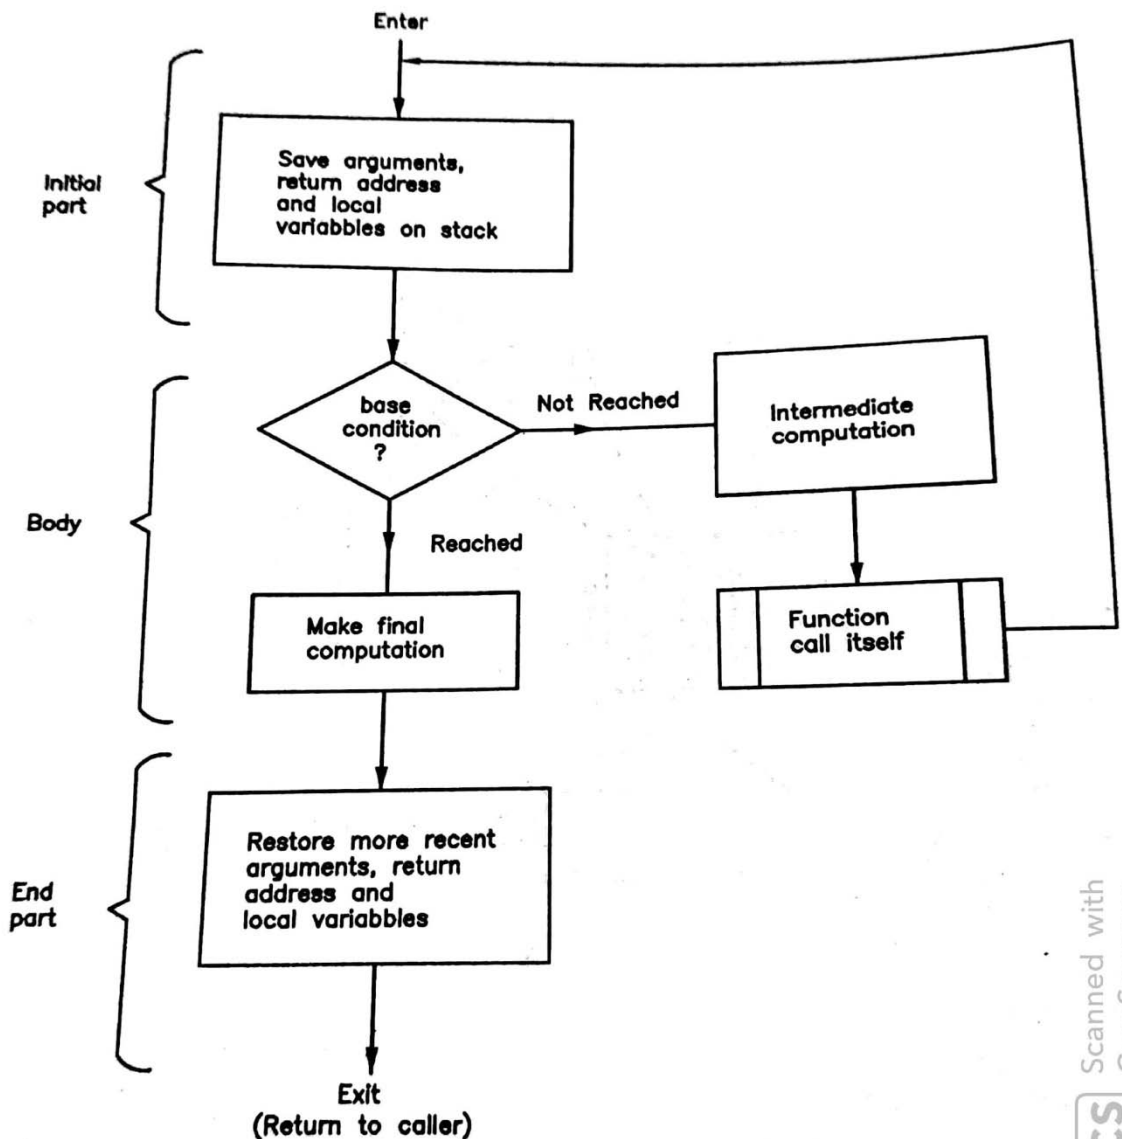 Enter
Initial
part
Save arguments,
return address
and local
variabbles on stack
Body
base
condition
?
Not Reached
Intermediate
computation
Reached
Make final
computation
Function
call itself
End
part
Restore more recent
arguments, return
address and
local variabbles
Exit
(Return to caller)
Scanned with
CS